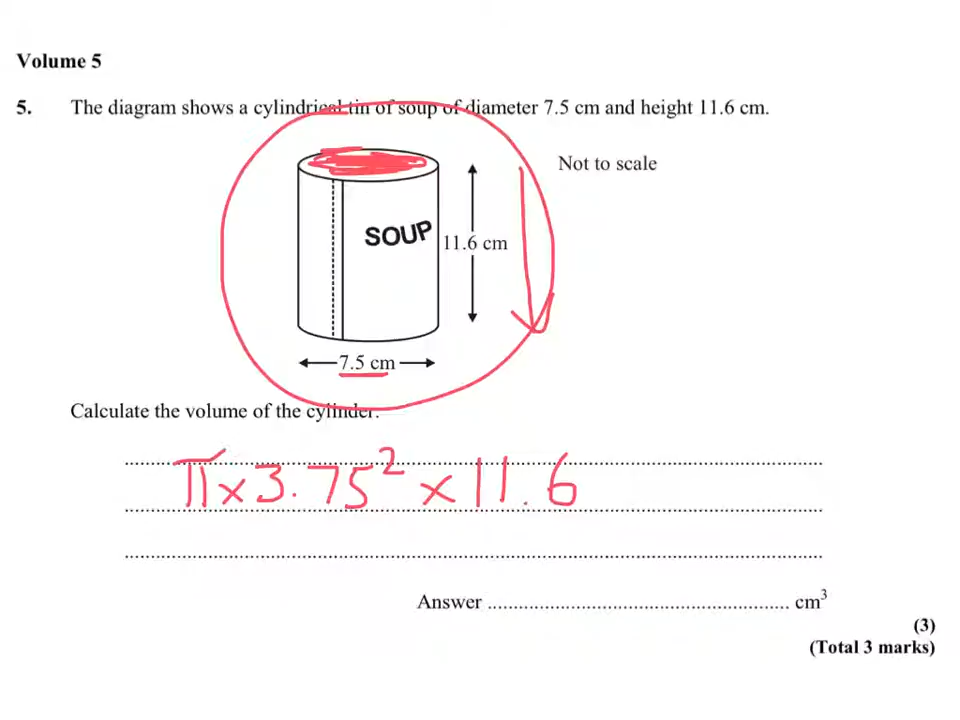 Volume 5
5. The diagram shows a cylindrical tin of soup of diameter 7.5 cm and height 11.6 cm.
Not to scale
SOUP
11.6 cm
7.5 cm
Calculate the volume of the cylinder.
π × 3.75² × 11.6
Answer ............................................................ cm³
(3)
(Total 3 marks)